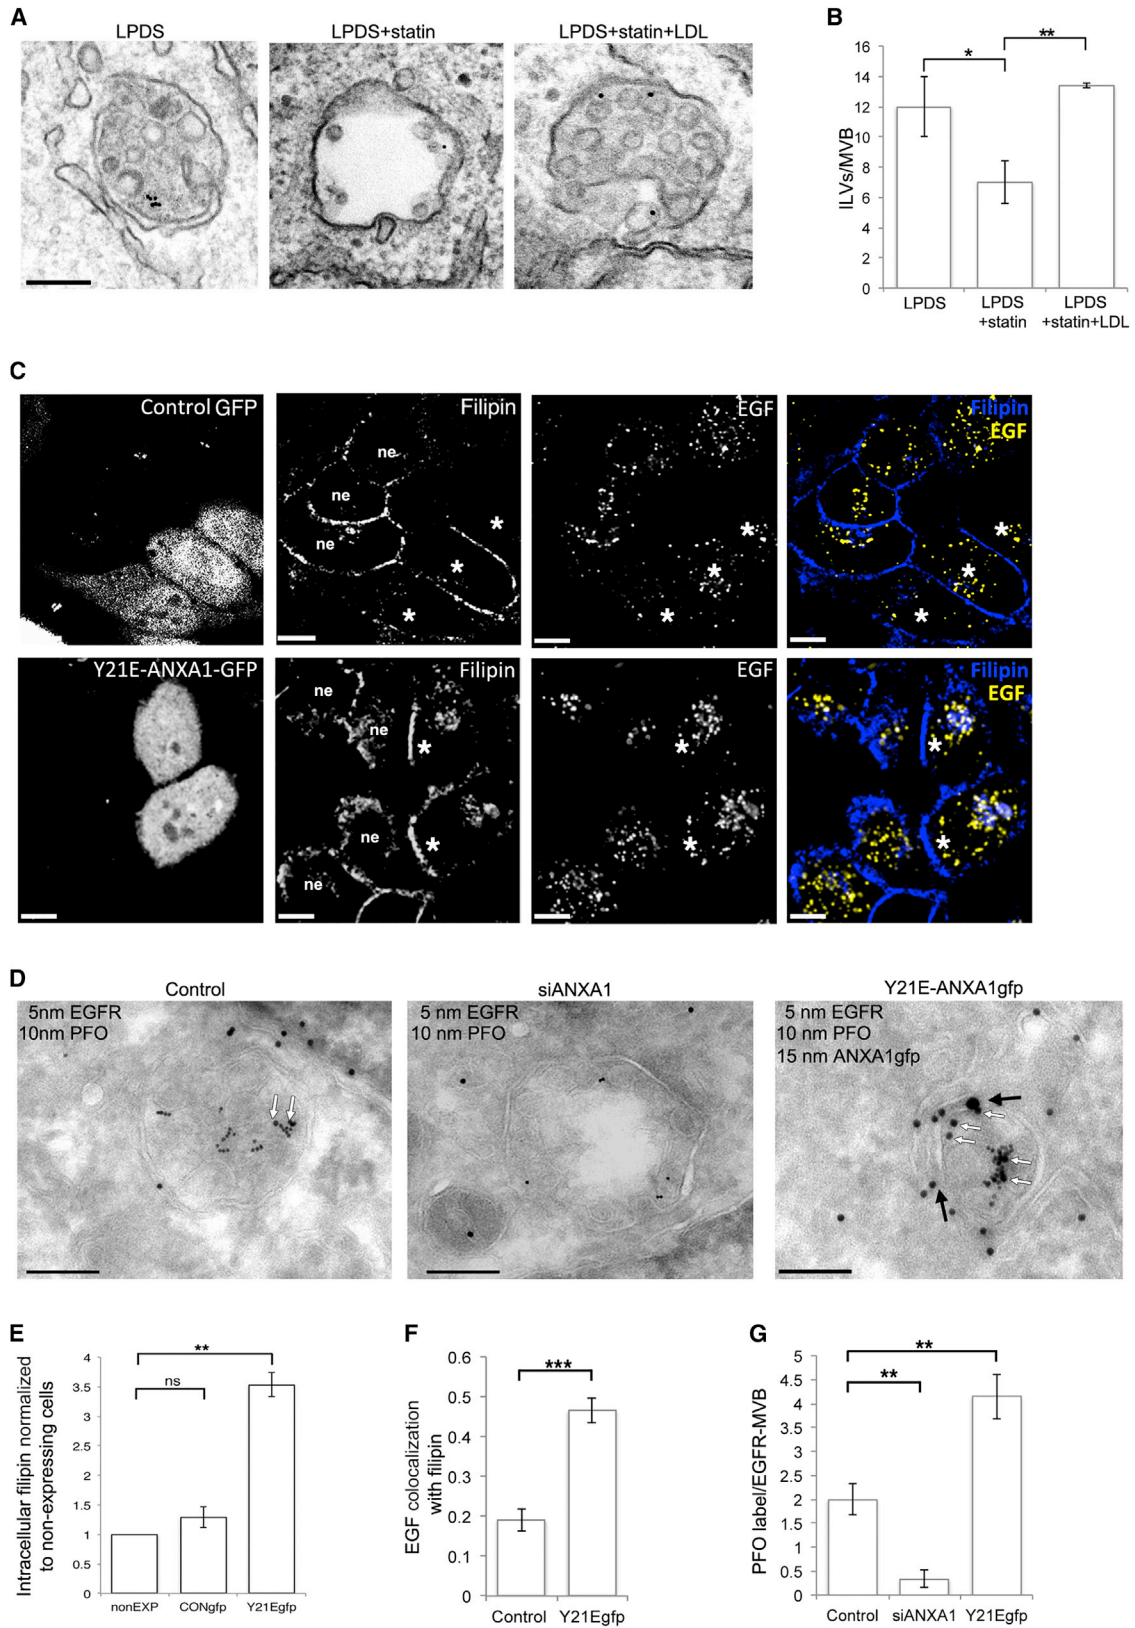 A
LPDS
LPDS+statin
LPDS+statin+LDL
B
16
14
12
10
8
6
4
2
0
ILVs/MVB
*
**
LPDS
LPDS
+statin
LPDS
+statin+LDL
C
Control GFP
Filipin
ne
ne
ne
*
*
*
EGF
*
*
*
Filipin
EGF
*
*
*
Y21E-ANXA1-GFP
Filipin
ne
ne
ne
ne
*
*
EGF
*
*
Filipin
EGF
*
*
D
Control
5nm EGFR
10nm PFO
siANXA1
5 nm EGFR
10 nm PFO
Y21E-ANXA1gfp
5 nm EGFR
10 nm PFO
15 nm ANXA1gfp
E
Intracellular filipin normalized
to non-expressing cells
4
3.5
3
2.5
2
1.5
1
0.5
0
**
ns
nonEXP
CONgfp
Y21Egfp
F
EGF colocalization
with filipin
0.6
0.5
0.4
0.3
0.2
0.1
0
***
Control
Y21Egfp
G
PFO label/EGFR-MVB
5
4.5
4
3.5
3
2.5
2
1.5
1
0.5
0
**
**
Control
siANXA1
Y21Egfp